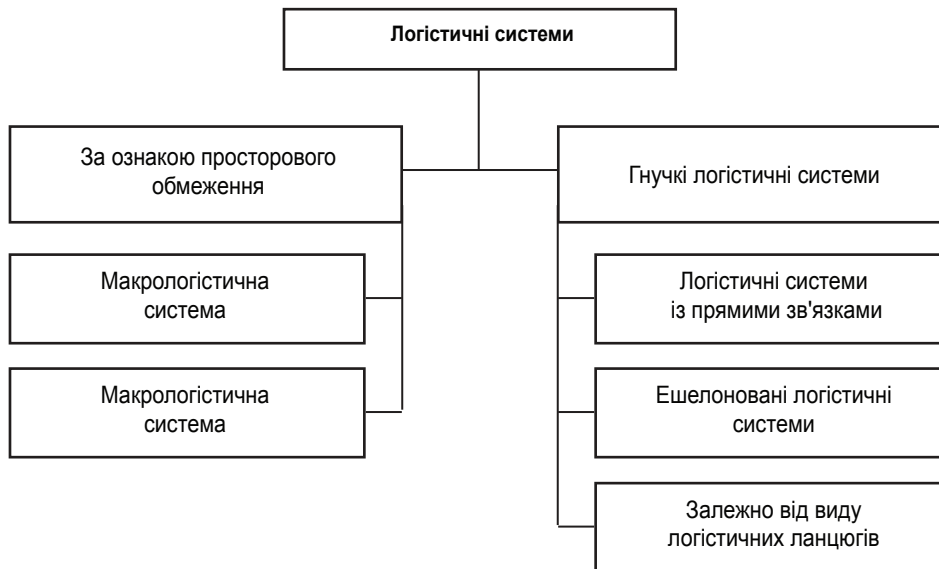 Логістичні системи
За ознакою просторового
обмеження
Гнучкі логістичні системи
Макрологістична
система
Логістичні системи
із прямими зв'язками
Макрологістична
система
Ешелоновані логістичні
системи
Залежно від виду
логістичних ланцюгів